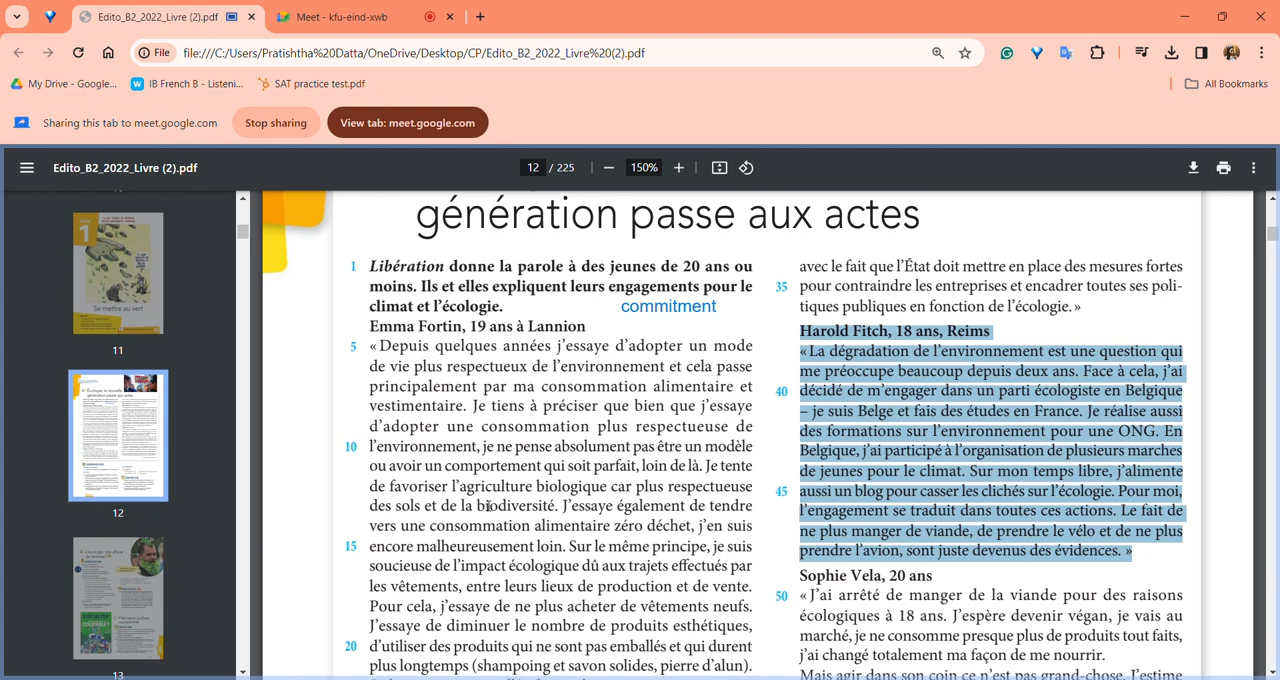 Edito_B2_2022_Livre (2).pdf
Meet - kfu-eind-xwb
File
file:///C:/Users/Pratishtha%20Datta/OneDrive/Desktop/CP/Edito_B2_2022_Livre%20(2).pdf
My Drive - Google...
IB French B - Listeni...
SAT practice test.pdf
All Bookmarks
Sharing this tab to meet.google.com
Stop sharing
View tab: meet.google.com
Edito_B2_2022_Livre (2).pdf
12 / 225
150%
1
Se mettre au vert
11
12
13
génération passe aux actes
1 Libération donne la parole à des jeunes de 20 ans ou
moins. Ils et elles expliquent leurs engagements pour le
climat et l'écologie.
commitment
Emma Fortin, 19 ans à Lannion
5 « Depuis quelques années j'essaye d'adopter un mode
de vie plus respectueux de l'environnement et cela passe
principalement par ma consommation alimentaire et
vestimentaire. Je tiens à préciser que bien que j'essaye
d'adopter une consommation plus respectueuse de
10 l'environnement, je ne pense absolument pas être un modèle
ou avoir un comportement qui soit parfait, loin de là. Je tente
de favoriser l'agriculture biologique car plus respectueuse
des sols et de la biodiversité. J'essaye également de tendre
vers une consommation alimentaire zéro déchet, j'en suis
15 encore malheureusement loin. Sur le même principe, je suis
soucieuse de l'impact écologique dû aux trajets effectués par
les vêtements, entre leurs lieux de production et de vente.
Pour cela, j'essaye de ne plus acheter de vêtements neufs.
J'essaye de diminuer le nombre de produits esthétiques,
20 d'utiliser des produits qui ne sont pas emballés et qui durent
plus longtemps (shampoing et savon solides, pierre d'alun).
avec le fait que l'État doit mettre en place des mesures fortes
35 pour contraindre les entreprises et encadrer toutes ses poli-
tiques publiques en fonction de l'écologie. »
Harold Fitch, 18 ans, Reims
« La dégradation de l'environnement est une question qui
me préoccupe beaucoup depuis deux ans. Face à cela, j'ai
40 décidé de m'engager dans un parti écologiste en Belgique
– je suis Belge et fais des études en France. Je réalise aussi
des formations sur l'environnement pour une ONG. En
Belgique, j'ai participé à l'organisation de plusieurs marches
de jeunes pour le climat. Sur mon temps libre, j'alimente
45 aussi un blog pour casser les clichés sur l'écologie. Pour moi,
l'engagement se traduit dans toutes ces actions. Le fait de
ne plus manger de viande, de prendre le vélo et de ne plus
prendre l'avion, sont juste devenus des évidences. »
Sophie Vela, 20 ans
50 « J'ai arrêté de manger de la viande pour des raisons
écologiques à 18 ans. J'espère devenir végan, je vais au
marché, je ne consomme presque plus de produits tout faits,
j'ai changé totalement ma façon de me nourrir.
Mais agir dans son coin ce n'est pas grand-chose. J'estime